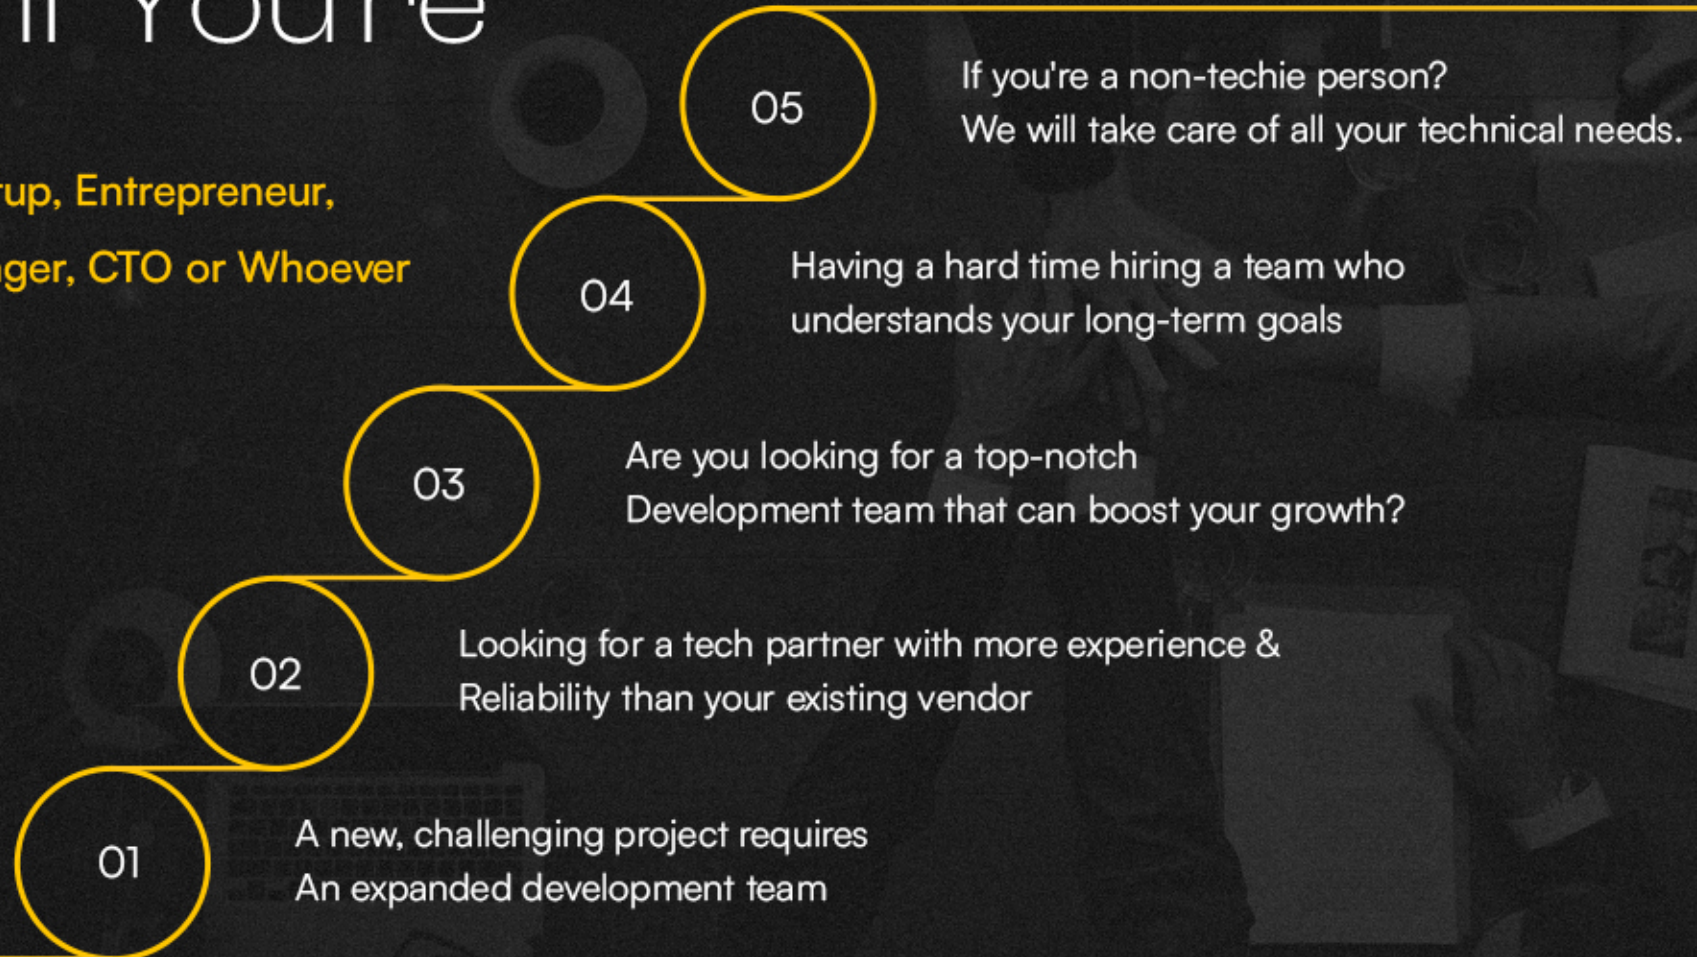 If You're
rup, Entrepreneur,
ger, CTO or Whoever
05
If you're a non-techie person?
We will take care of all your technical needs.
04
Having a hard time hiring a team who
understands your long-term goals
03
Are you looking for a top-notch
Development team that can boost your growth?
02
Looking for a tech partner with more experience &
Reliability than your existing vendor
01
A new, challenging project requires
An expanded development team